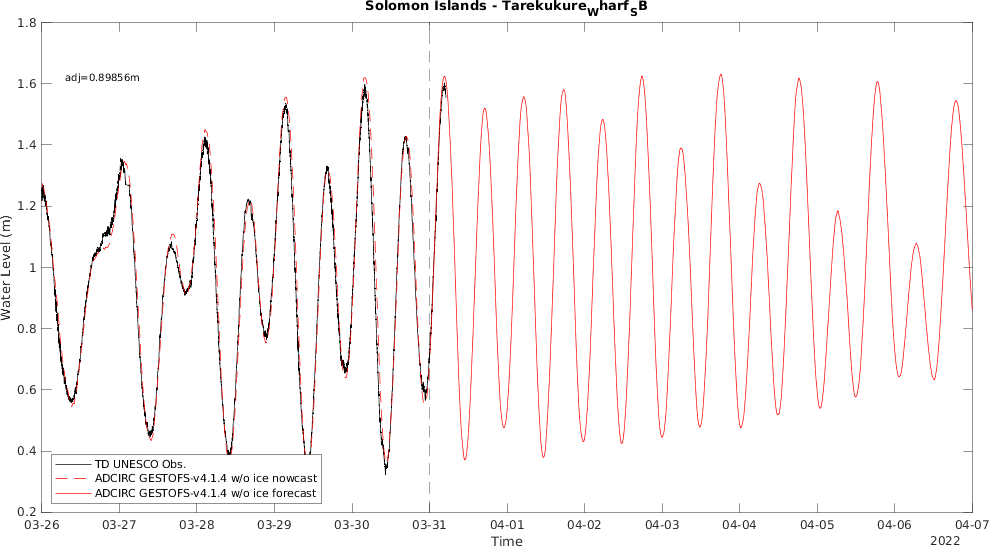 Solomon Islands - TarekukureWharfSB
adj=0.89856m
Water Level (m)
1.8
1.6
1.4
1.2
1
0.8
0.6
0.4
0.2
TD UNESCO Obs.
ADCIRC GESTOFS-v4.1.4 w/o ice nowcast
ADCIRC GESTOFS-v4.1.4 w/o ice forecast
03-26 03-27 03-28 03-29 03-30 03-31 04-01 04-02 04-03 04-04 04-05 04-06 04-07
Time
2022